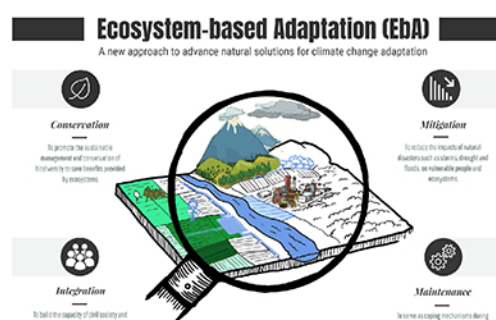 Ecosystem-based Adaptation (EbA)
A new approach to advance natural solutions for climate change adaptation
Conservation
To promote the sustainable
management and conservation of
biodiversity to save benefits provided
by ecosystems.
Mitigation
To reduce the impacts of natural
disasters such as storms, drought and
floods, on vulnerable people and
ecosystems.
Integration
To build the capacity of civil society and
Maintenance
To serve as coping mechanisms during